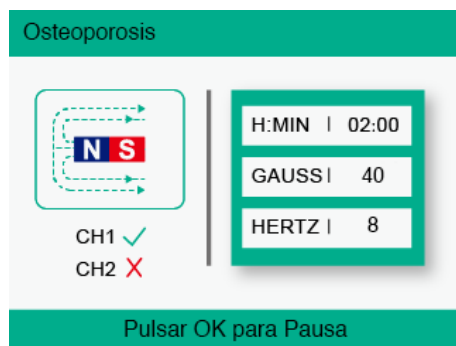 Osteoporosis
N S
CH1
CH2
H:MIN | 02:00
GAUSS | 40
HERTZ | 8
Pulsar OK para Pausa